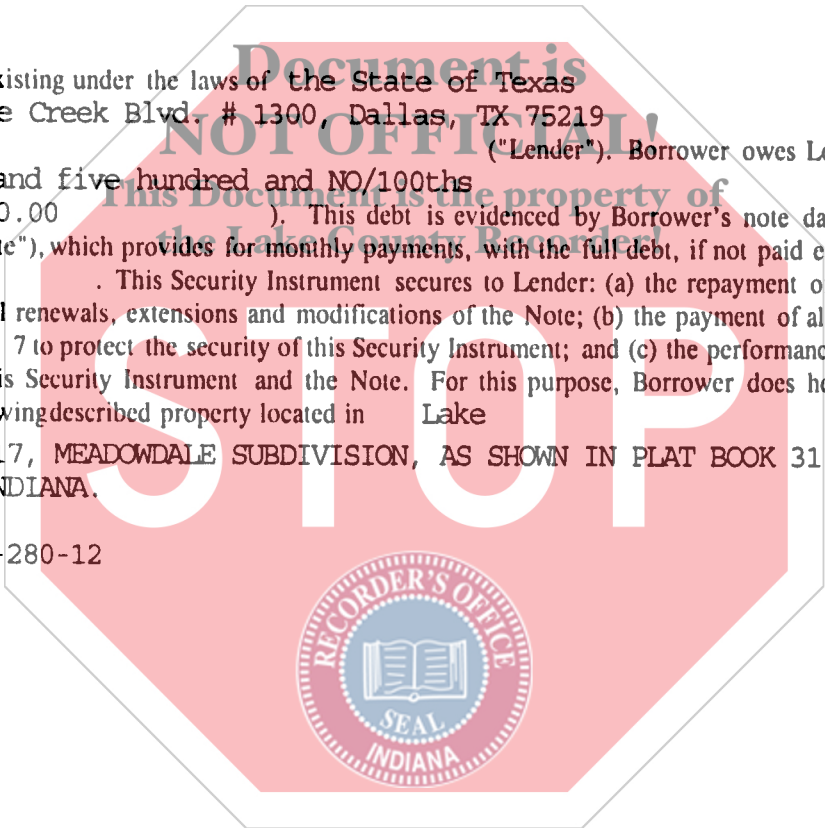 Document is
xisting under the laws of the State of Texas
e Creek Blvd. # 1300, Dallas, TX 75219
NOT OFFICIAL!
("Lender"). Borrower owes Le
and five hundred and NO/100ths
This Document is the property of
0.00 ). This debt is evidenced by Borrower's note da
the Lake County Recorder!
te"), which provides for monthly payments, with the full debt, if not paid e
. This Security Instrument secures to Lender: (a) the repayment o
l renewals, extensions and modifications of the Note; (b) the payment of al
7 to protect the security of this Security Instrument; and (c) the performanc
is Security Instrument and the Note. For this purpose, Borrower does he
wing described property located in Lake
STOP
17, MEADOWDALE SUBDIVISION, AS SHOWN IN PLAT BOOK 31
NDIANA.
-280-12
RECORDER'S OFFICE
SEAL
INDIANA